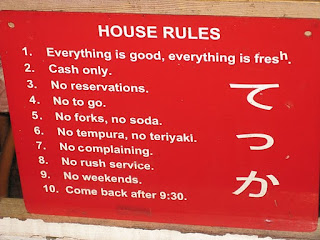 HOUSE RULES
1. Everything is good, everything is fresh.
2. Cash only.
3. No reservations.
4. No to go.
5. No forks, no soda.
6. No tempura, no teriyaki.
7. No complaining.
8. No rush service.
9. No weekends.
10. Come back after 9:30.
てっか